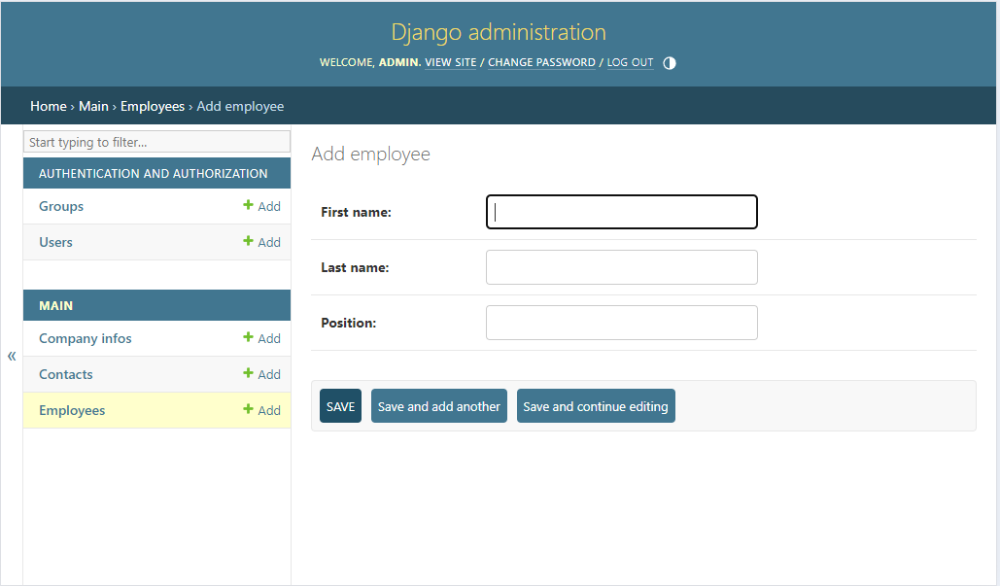 Django administration
WELCOME, ADMIN. VIEW SITE / CHANGE PASSWORD / LOG OUT
Home › Main › Employees › Add employee
Start typing to filter...
AUTHENTICATION AND AUTHORIZATION
Groups + Add
Users + Add
MAIN
Company infos + Add
Contacts + Add
Employees + Add
«
Add employee
First name:
Last name:
Position:
SAVE Save and add another Save and continue editing